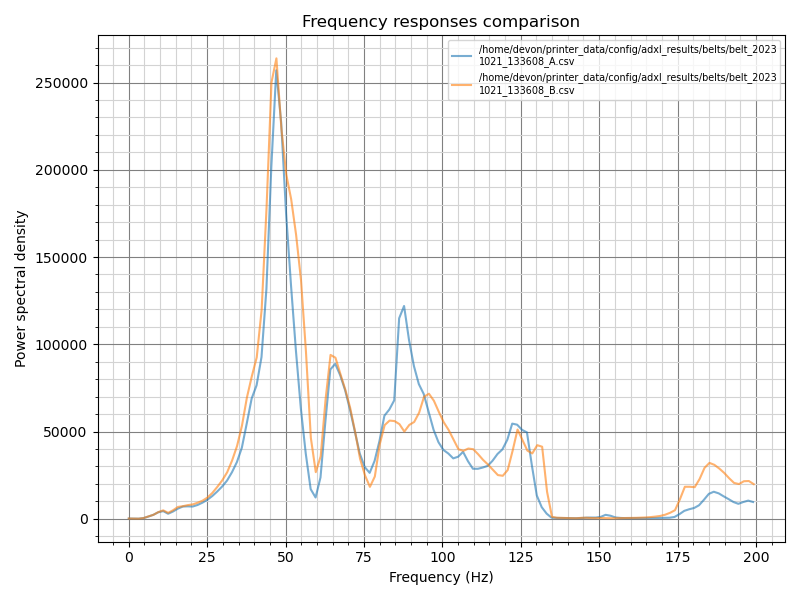 Frequency responses comparison
/home/devon/printer_data/config/adxl_results/belts/belt_2023
1021_133608_A.csv
/home/devon/printer_data/config/adxl_results/belts/belt_2023
1021_133608_B.csv
250000
200000
150000
100000
50000
0
Power spectral density
0 25 50 75 100 125 150 175 200
Frequency (Hz)